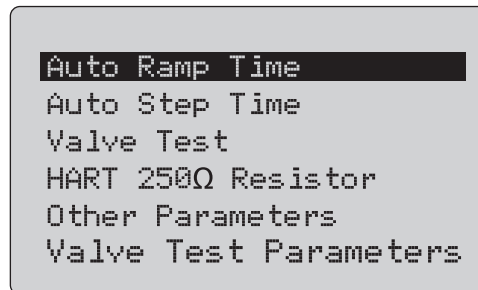 Auto Ramp Time
Auto Step Time
Valve Test
HART 250Ω Resistor
Other Parameters
Valve Test Parameters